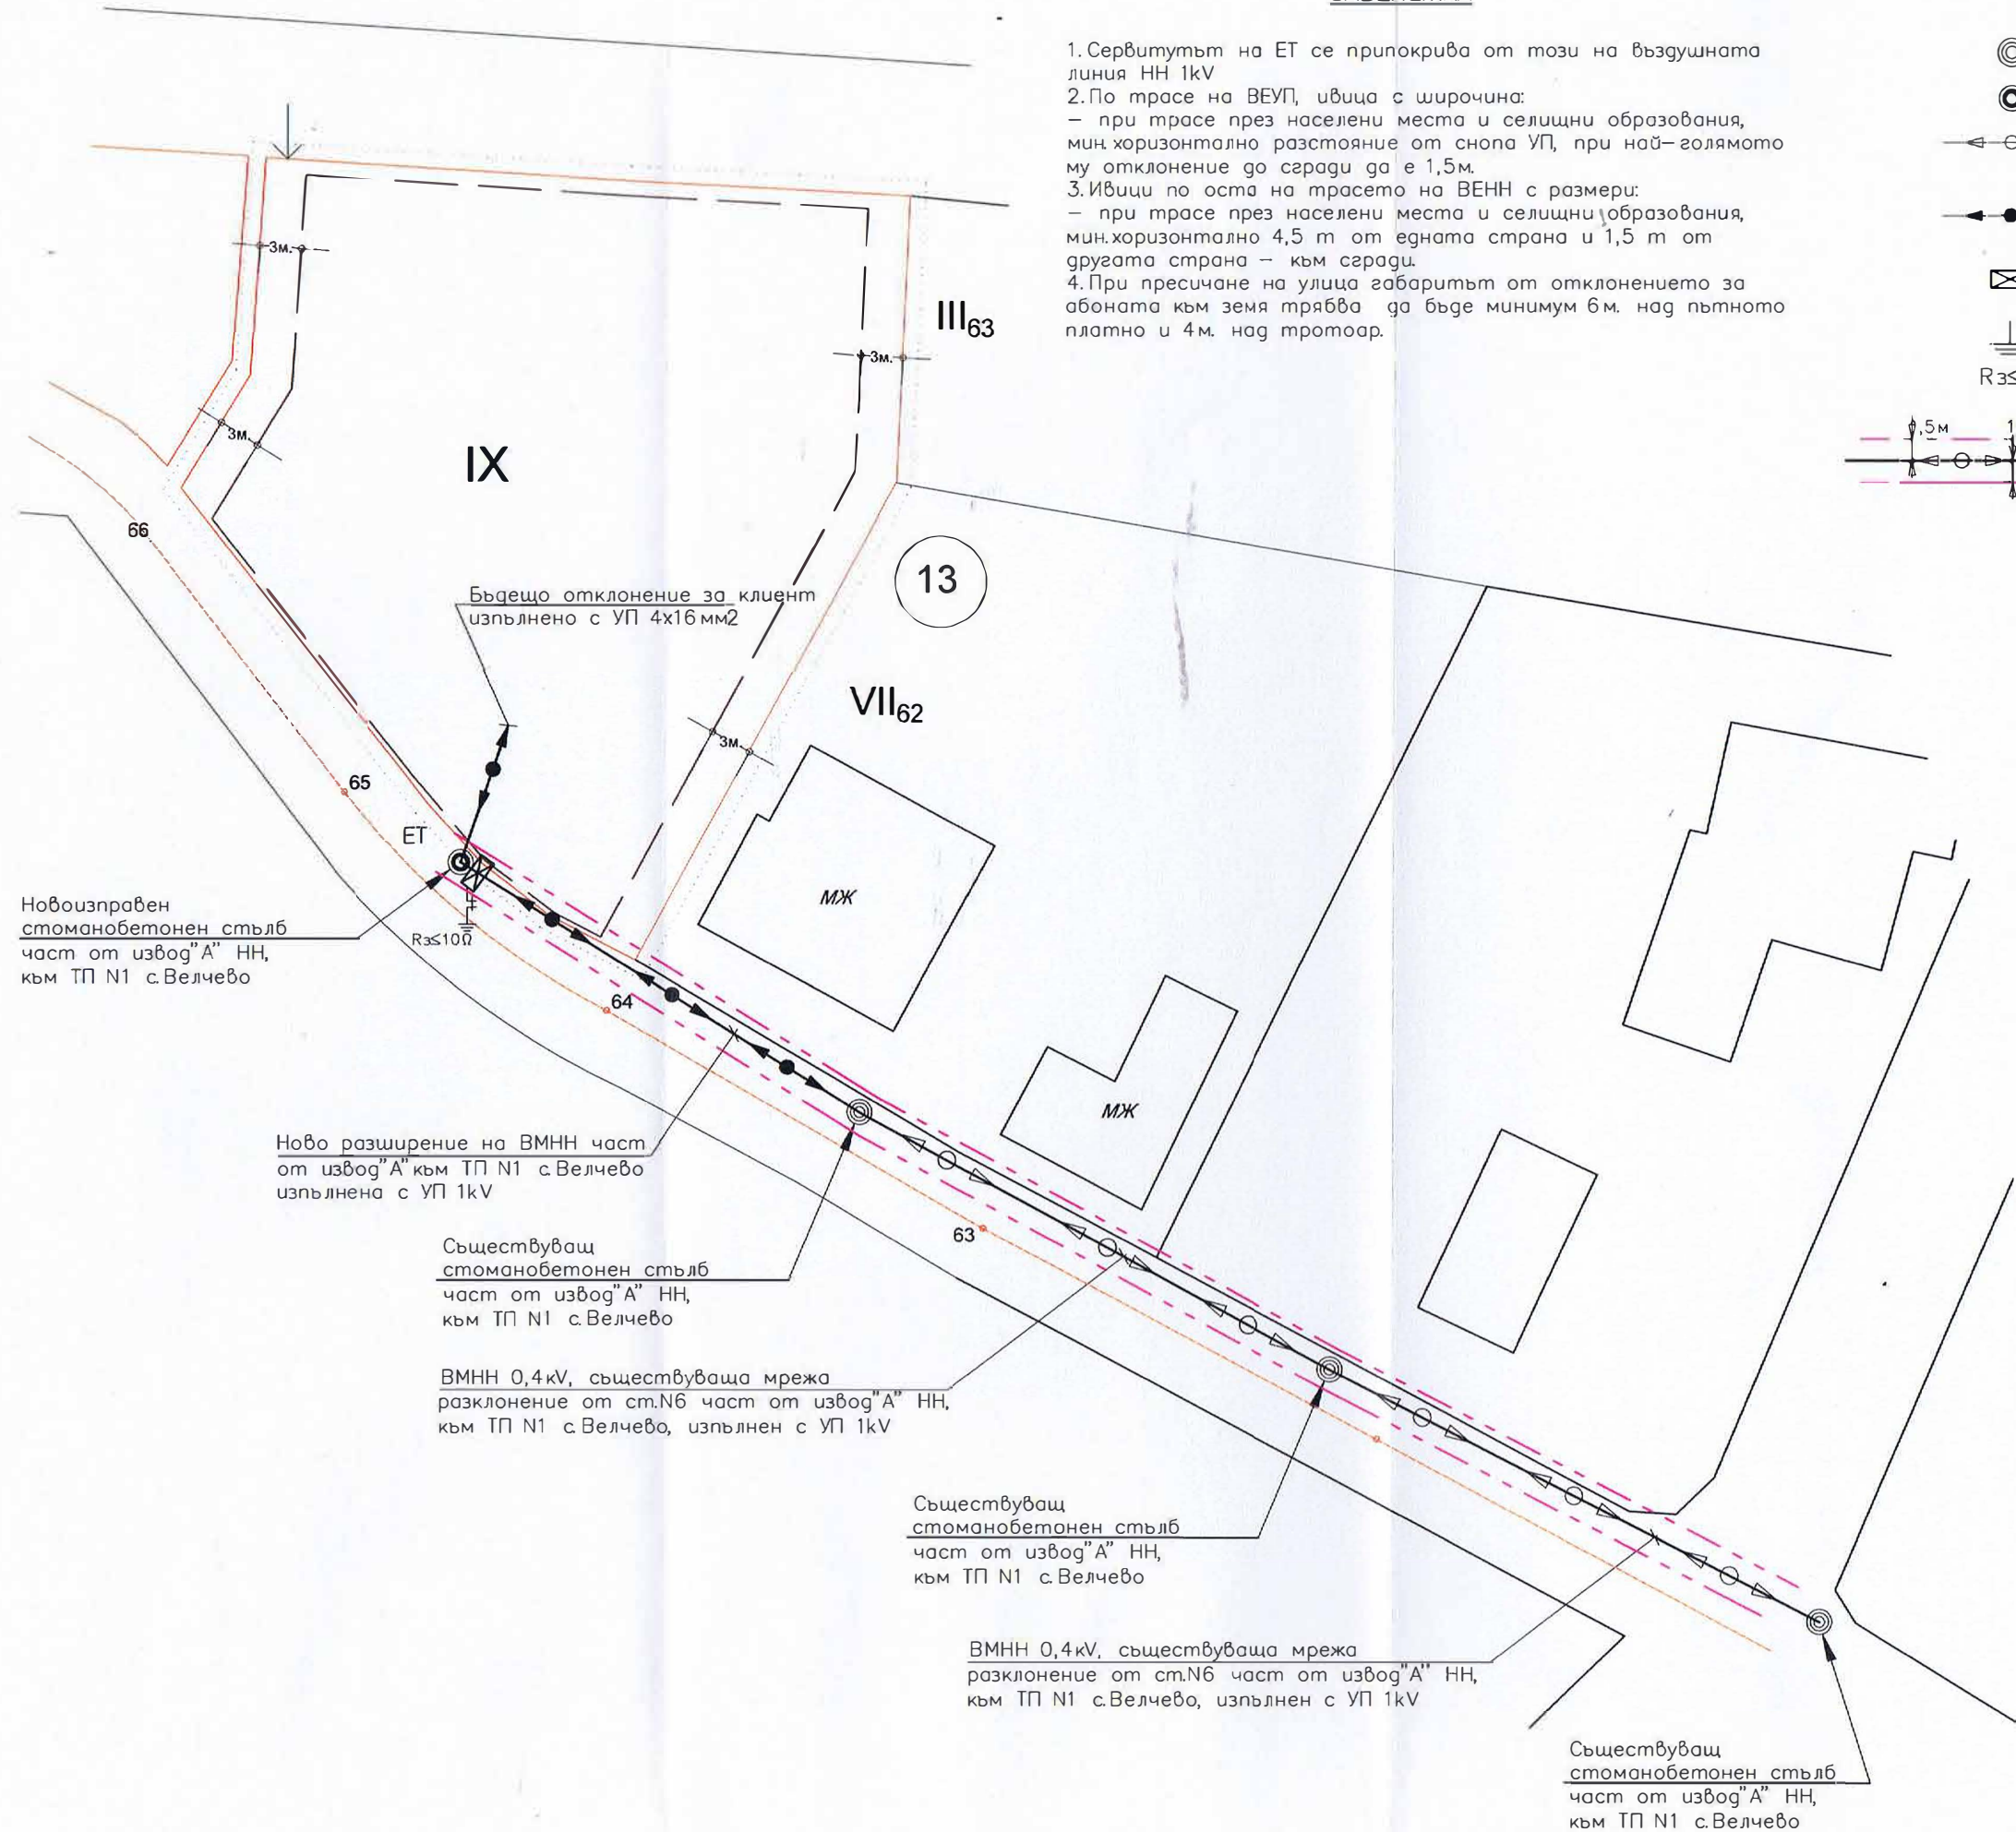 1. Сервитутът на ЕТ се припокрива от този на въздушната
линия НН 1kV
2. По трасе на ВЕУП, ивица с широчина:
– при трасе през населени места и селищни образования,
мин. хоризонтално разстояние от снопа УП, при най–голямото
му отклонение до сгради да е 1,5м.
3. Ивици по оста на трасето на ВЕНН с размери:
– при трасе през населени места и селищни образования,
мин.хоризонтално 4,5 m от едната страна и 1,5 m от
другата страна – към сгради.
4. При пресичане на улица габаритът от отклонението за
абоната към земя трябва да бъде минимум 6м. над пътното
платно и 4м. над тротоар.
3м.
III63
3м.
Rз≤
,5м
1
3м.
IX
66
13
Бъдещо отклонение за клиент
изпълнено с УП 4x16мм2
VII62
3м.
65
ЕТ
МЖ
Новоизправен
стоманобетонен стълб
част от извод"А" НН,
към ТП N1 с.Велчево
Rз≤10Ω
64
МЖ
Ново разширение на ВМНН част
от извод"А" към ТП N1 с.Велчево
изпълнена с УП 1kV
63
Съществуващ
стоманобетонен стълб
част от извод"А" НН,
към ТП N1 с.Велчево
ВМНН 0,4kV, съществуваща мрежа
разклонение от ст.N6 част от извод"А" НН,
към ТП N1 с.Велчево, изпълнен с УП 1kV
Съществуващ
стоманобетонен стълб
част от извод"А" НН,
към ТП N1 с.Велчево
ВМНН 0,4kV, съществуваща мрежа
разклонение от ст.N6 част от извод"А" НН,
към ТП N1 с.Велчево, изпълнен с УП 1kV
Съществуващ
стоманобетонен стълб
част от извод"А" НН,
към ТП N1 с.Велчево